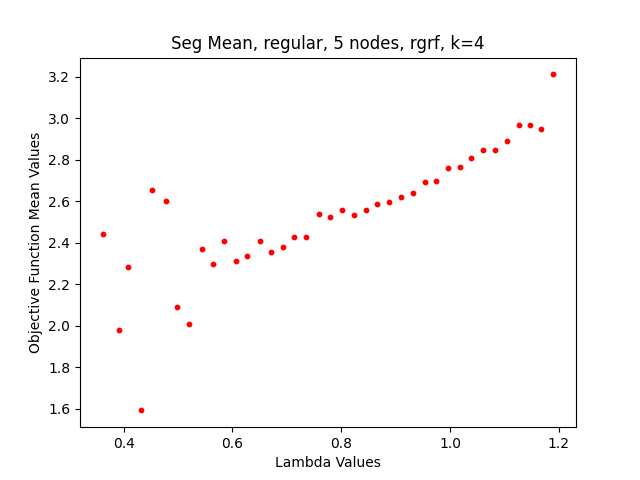 Seg Mean, regular, 5 nodes, rgrf, k=4
Objective Function Mean Values
3.2
3.0
2.8
2.6
2.4
2.2
2.0
1.8
1.6
0.4 0.6 0.8 1.0 1.2
Lambda Values